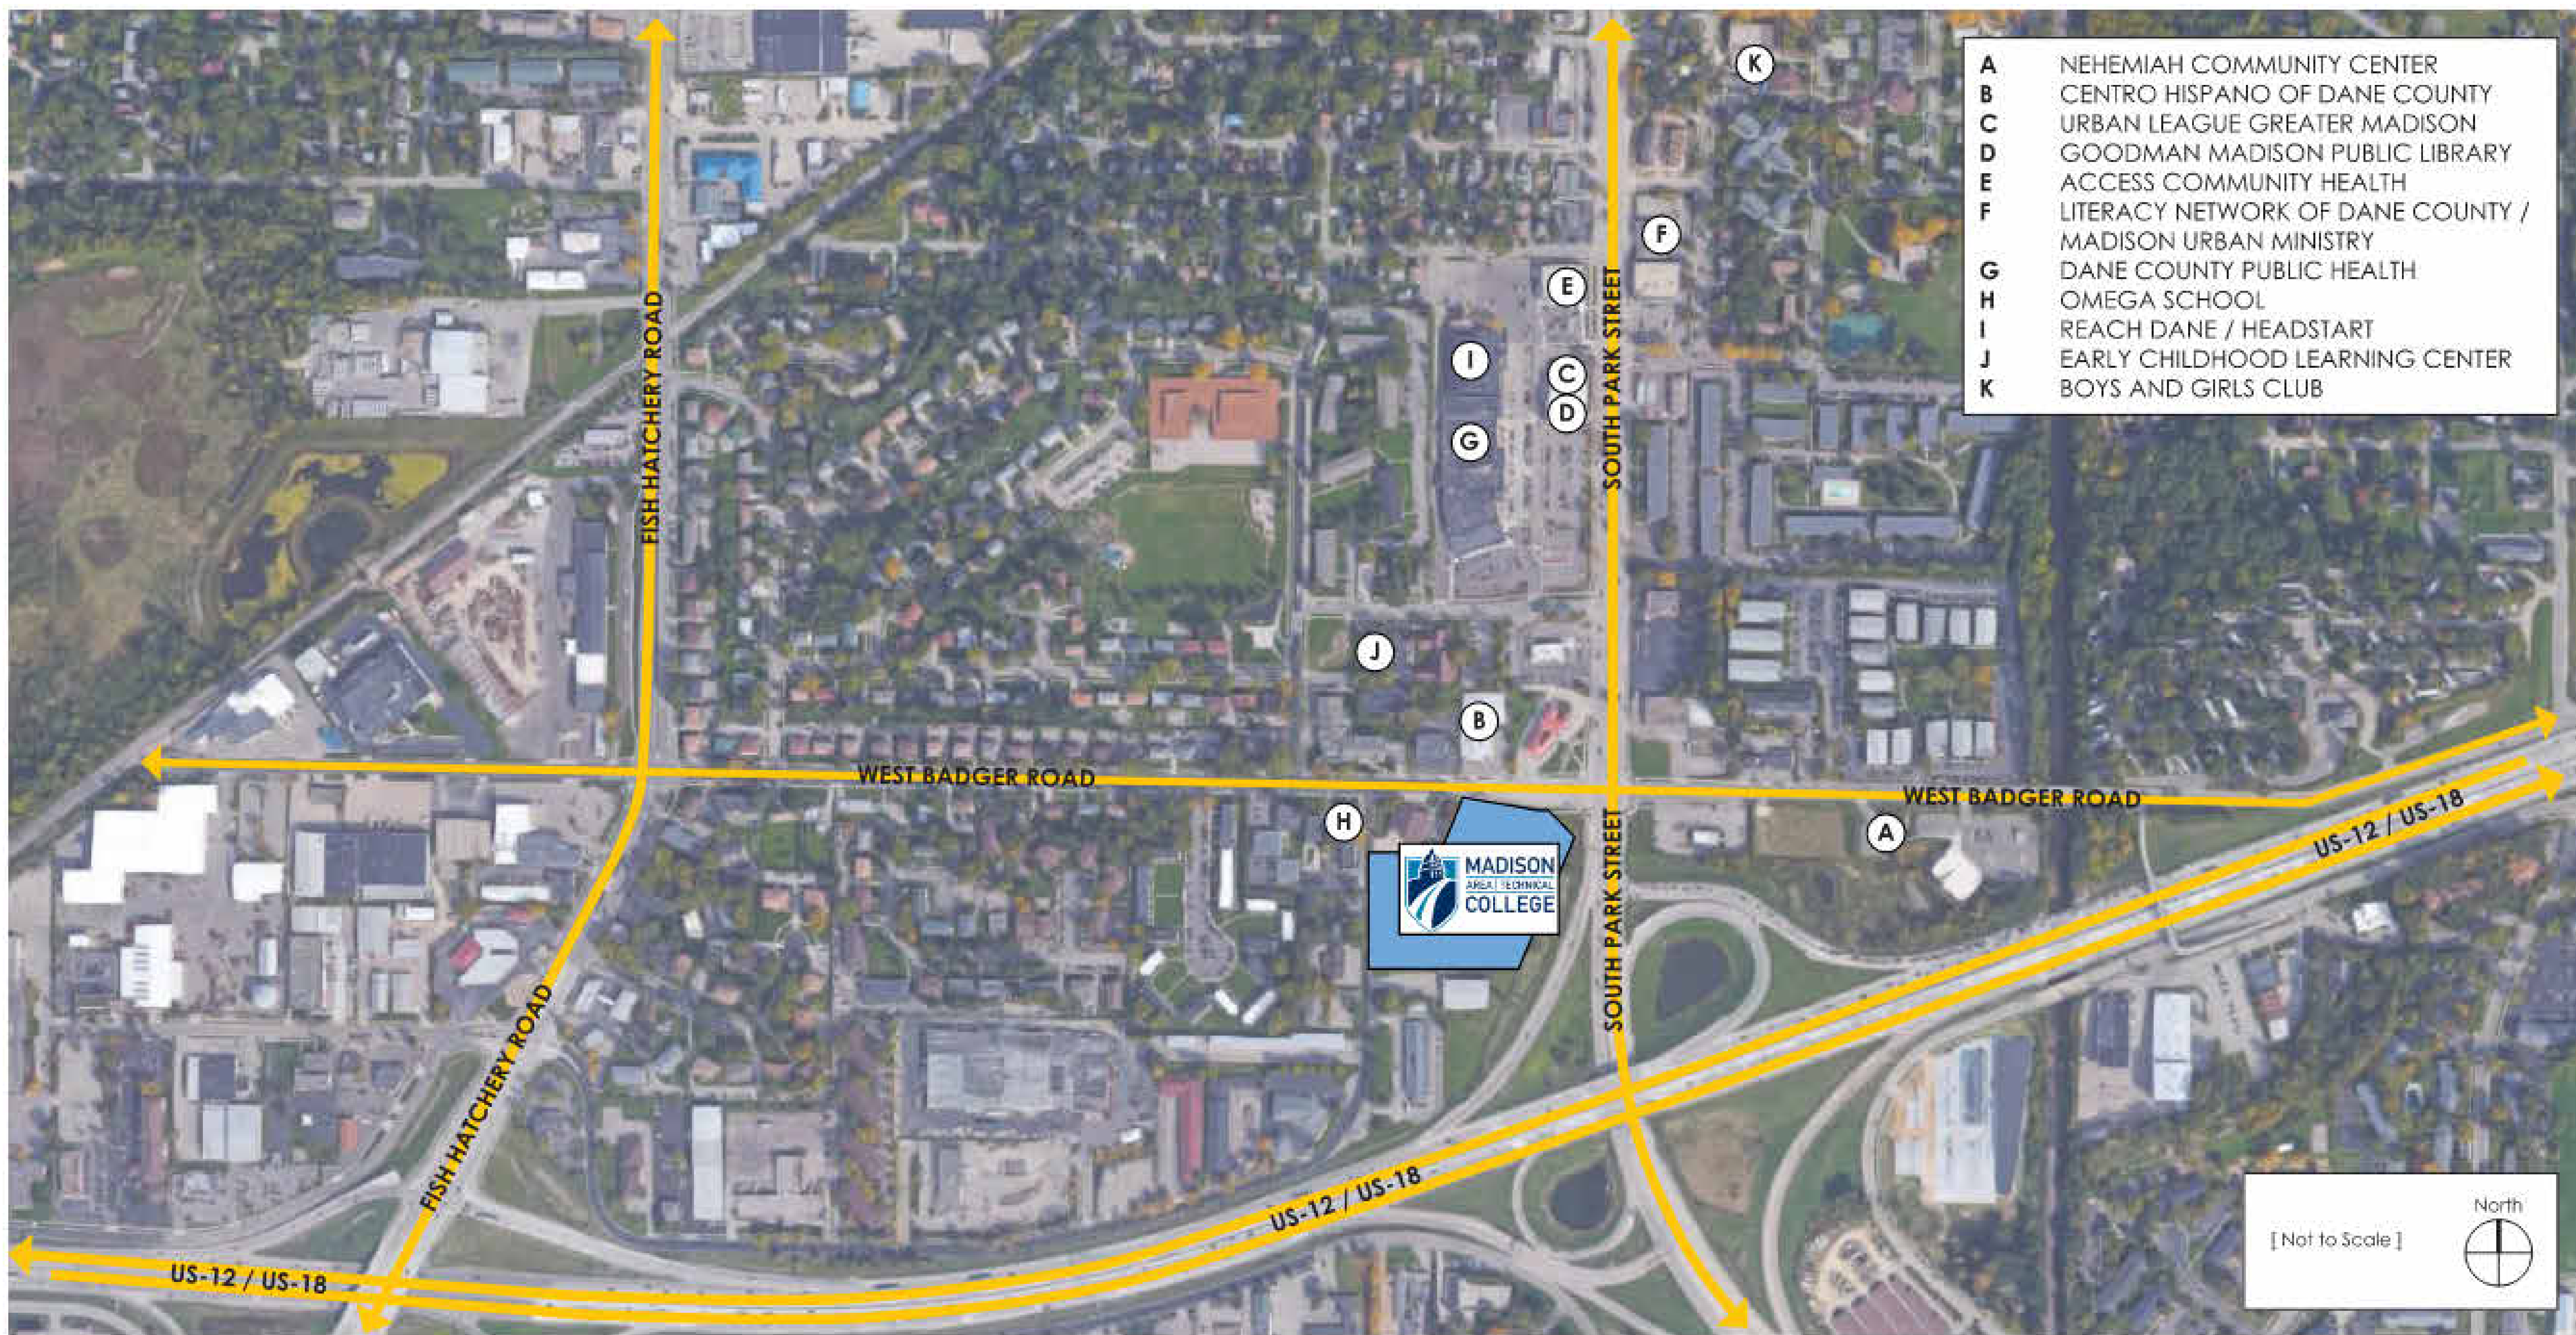 A NEHEMIAH COMMUNITY CENTER
B CENTRO HISPANO OF DANE COUNTY
C URBAN LEAGUE GREATER MADISON
D GOODMAN MADISON PUBLIC LIBRARY
E ACCESS COMMUNITY HEALTH
F LITERACY NETWORK OF DANE COUNTY /
MADISON URBAN MINISTRY
G DANE COUNTY PUBLIC HEALTH
H OMEGA SCHOOL
I REACH DANE / HEADSTART
J EARLY CHILDHOOD LEARNING CENTER
K BOYS AND GIRLS CLUB
K
F
E
I
C
D
G
FISH HATCHERY ROAD
SOUTH PARK STREET
J
B
WEST BADGER ROAD
WEST BADGER ROAD
H
A
US-12 / US-18
MADISON
AREA TECHNICAL
COLLEGE
SOUTH PARK STREET
FISH HATCHERY ROAD
US-12 / US-18
US-12 / US-18
North
[ Not to Scale ]